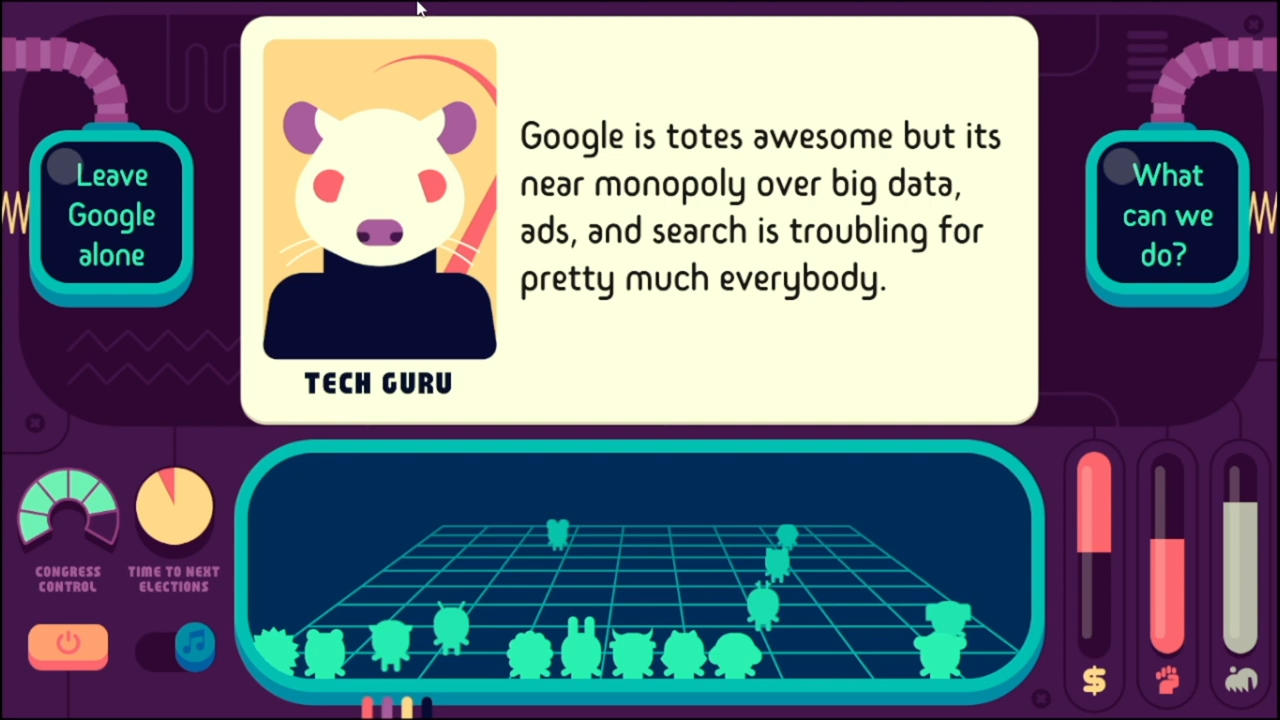 Leave
Google
alone
Google is totes awesome but its
near monopoly over big data,
ads, and search is troubling for
pretty much everybody.
What
can we
do?
TECH GURU
CONGRESS
CONTROL
TIME TO NEXT
ELECTIONS
$